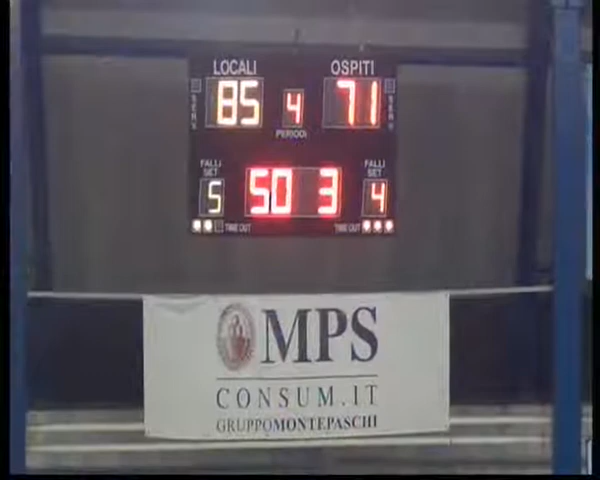 LOCALI OSPITI
85 4 71
PERIODI
FALLI SET FALLI SET
5 50 3 4
TIME OUT TIME OUT
MPS
CONSUM.IT
GRUPPOMONTEPASCHI